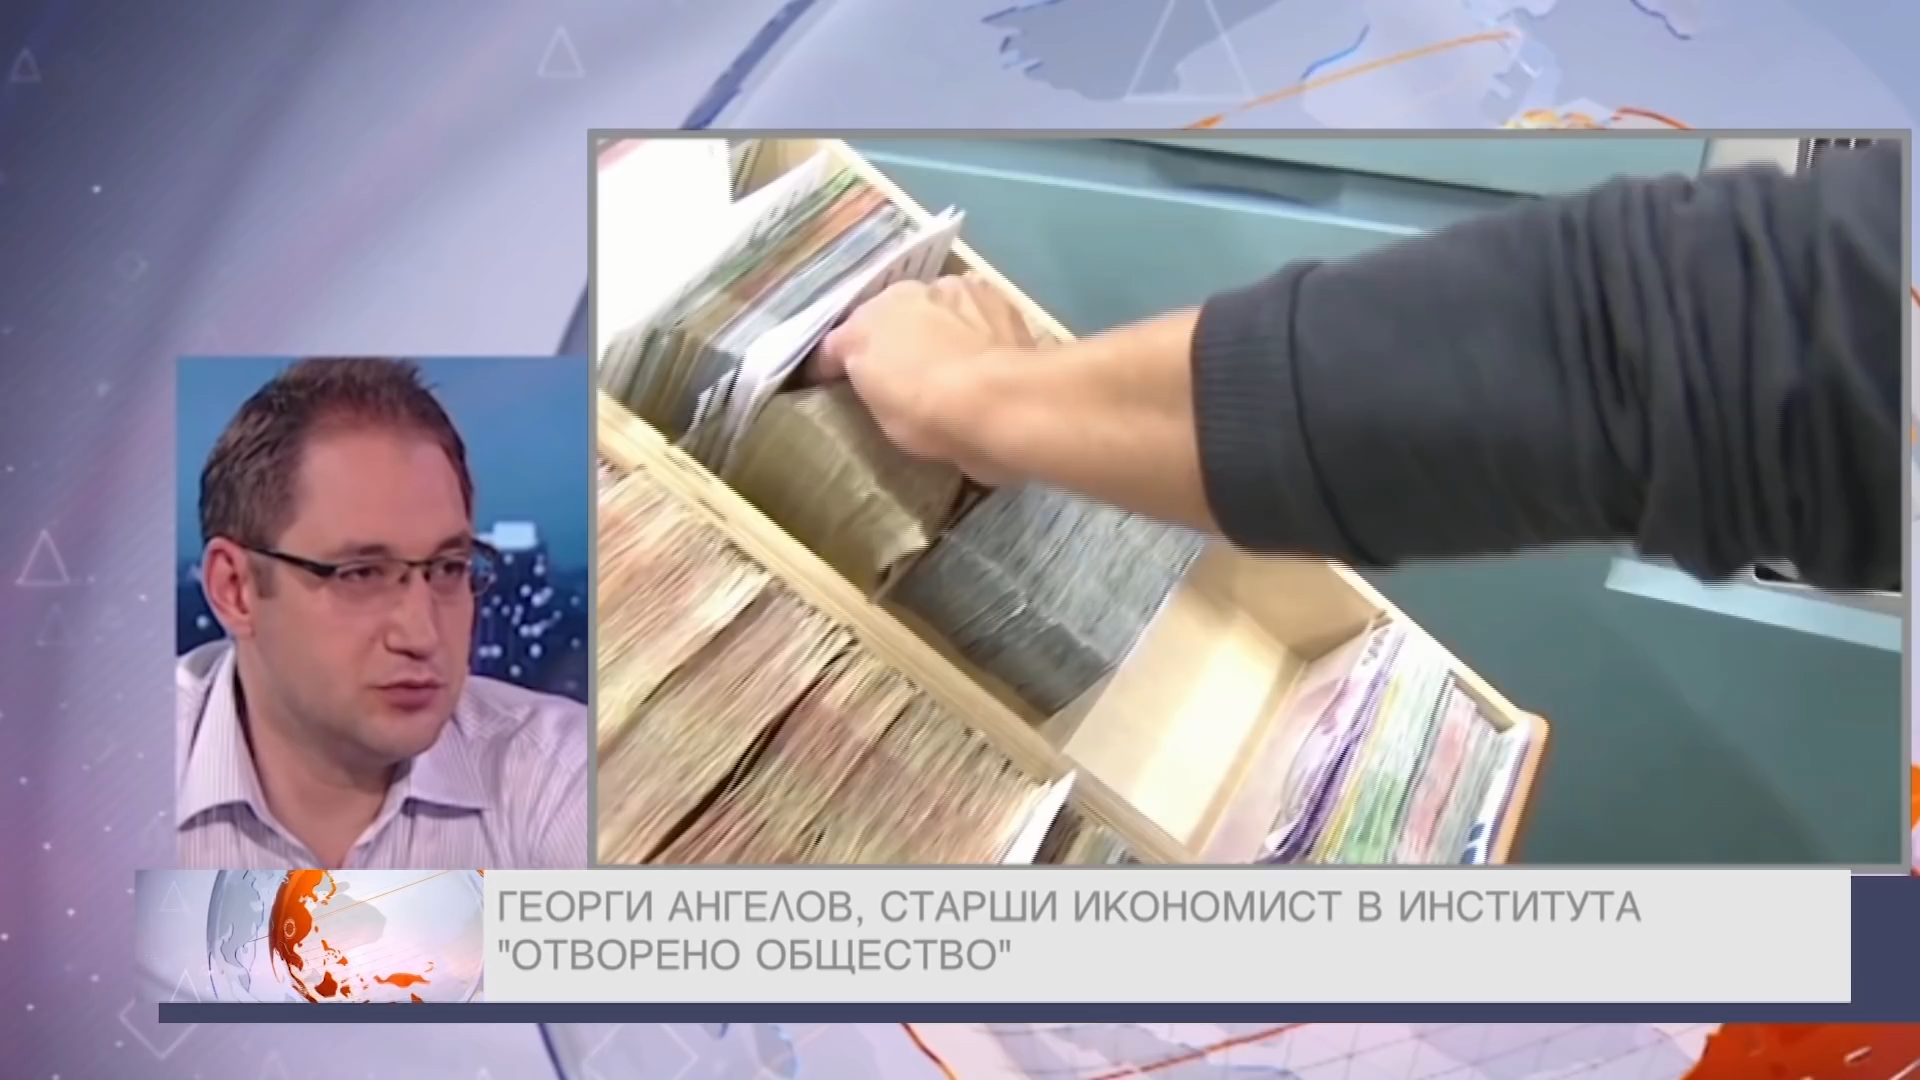 ГЕОРГИ АНГЕЛОВ, СТАРШИ ИКОНОМИСТ В ИНСТИТУТА
"ОТВОРЕНО ОБЩЕСТВО"